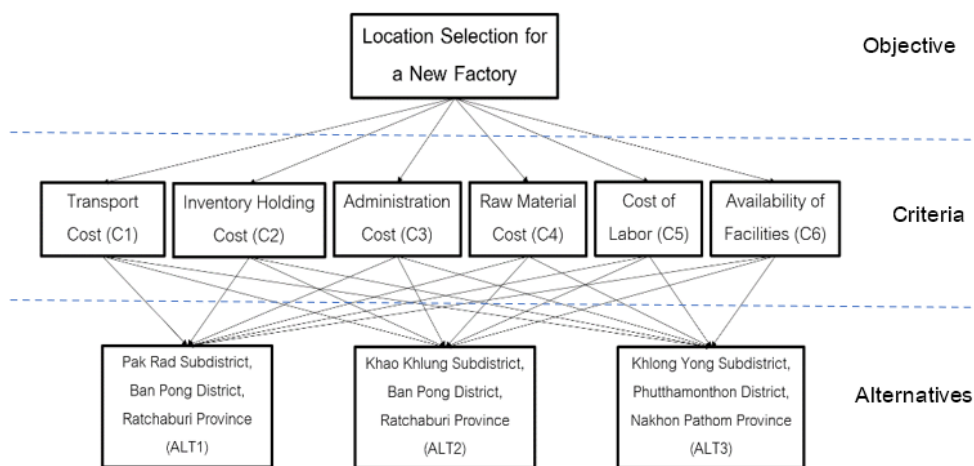 Location Selection for
a New Factory
Objective
Transport
Cost (C1)
Inventory Holding
Cost (C2)
Administration
Cost (C3)
Raw Material
Cost (C4)
Cost of
Labor (C5)
Availability of
Facilities (C6)
Criteria
Pak Rad Subdistrict,
Ban Pong District,
Ratchaburi Province
(ALT1)
Khao Khlung Subdistrict,
Ban Pong District,
Ratchaburi Province
(ALT2)
Khlong Yong Subdistrict,
Phutthamonthon District,
Nakhon Pathom Province
(ALT3)
Alternatives